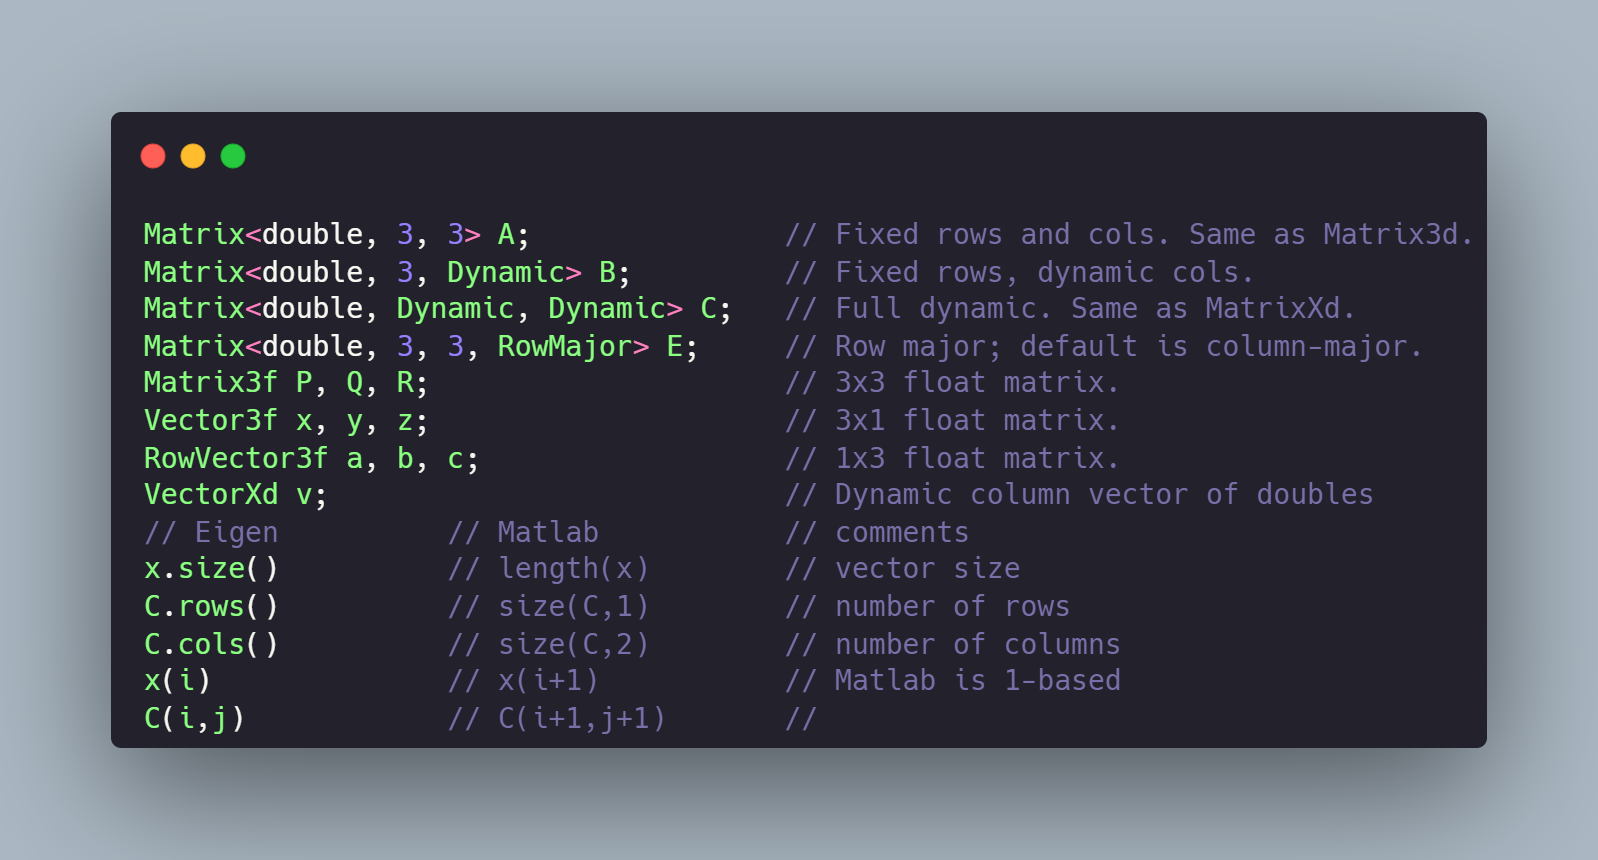 Matrix<double, 3, 3> A;               // Fixed rows and cols. Same as Matrix3d.
Matrix<double, 3, Dynamic> B;         // Fixed rows, dynamic cols.
Matrix<double, Dynamic, Dynamic> C;   // Full dynamic. Same as MatrixXd.
Matrix<double, 3, 3, RowMajor> E;     // Row major; default is column-major.
Matrix3f P, Q, R;                     // 3x3 float matrix.
Vector3f x, y, z;                     // 3x1 float matrix.
RowVector3f a, b, c;                  // 1x3 float matrix.
VectorXd v;                           // Dynamic column vector of doubles
// Eigen          // Matlab           // comments
x.size()          // length(x)        // vector size
C.rows()          // size(C,1)        // number of rows
C.cols()          // size(C,2)        // number of columns
x(i)              // x(i+1)           // Matlab is 1-based
C(i,j)            // C(i+1,j+1)       //